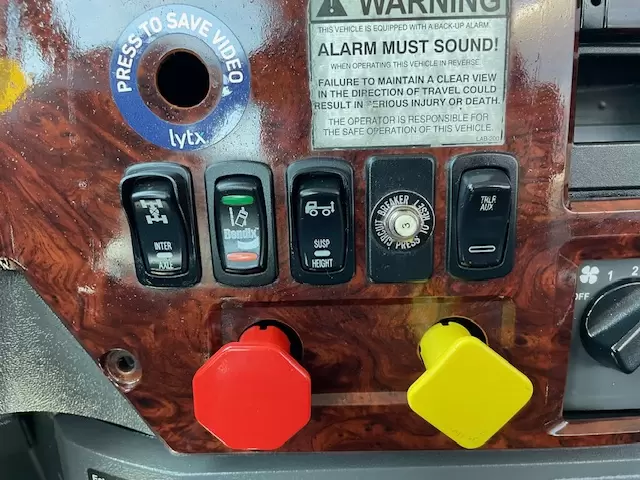 PRESS TO SAVE VIDEO
lytx
WARNING
THIS VEHICLE IS EQUIPPED WITH A BACK-UP ALARM
ALARM MUST SOUND!
WHEN OPERATING THIS VEHICLE IN REVERSE.
FAILURE TO MAINTAIN A CLEAR VIEW
IN THE DIRECTION OF TRAVEL COULD
RESULT IN SERIOUS INJURY OR DEATH.
THE OPERATOR IS RESPONSIBLE FOR
THE SAFE OPERATION OF THIS VEHICLE.
INTER
AXLE
Bendix
SUSP
HEIGHT
CIRCUIT BREAKER
PRESS TO RESET
5
TRLR
AUX
OFF
1
2